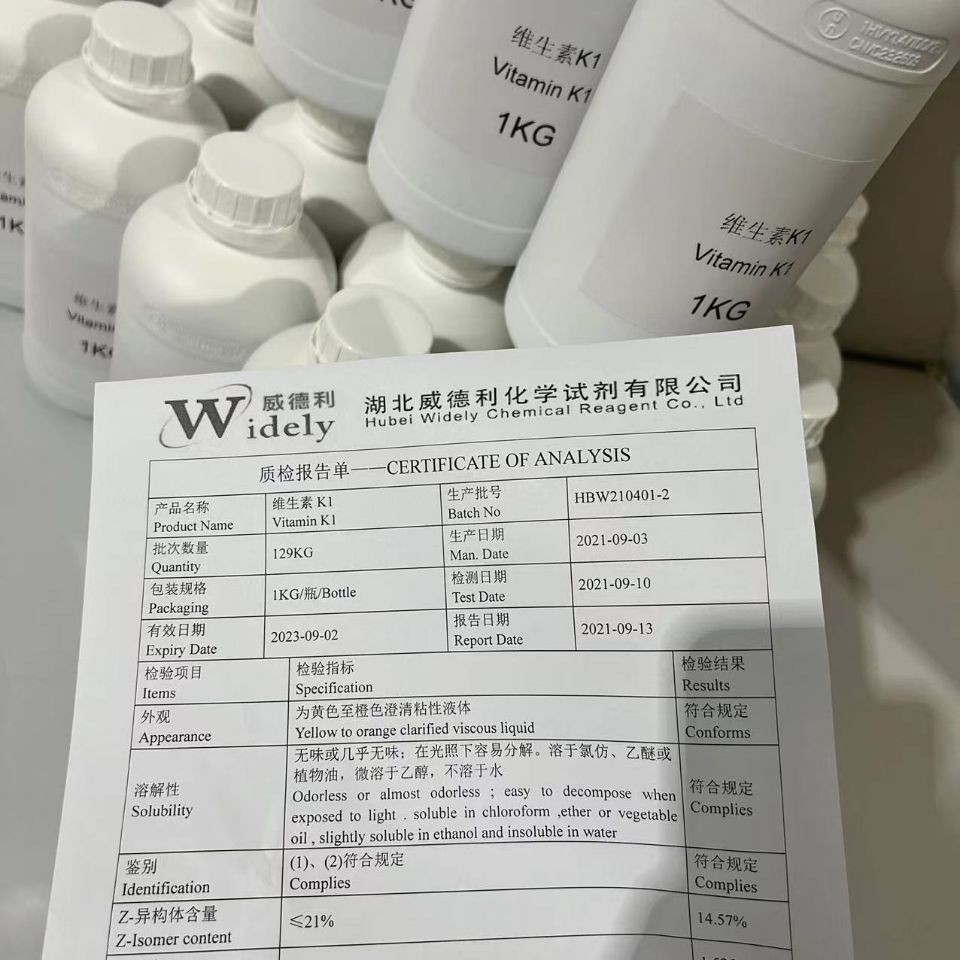 维生素K1
Vitamin K1
1KG
维生素K1
Vitamin K1
1KG
1KG
威德利
Widely
湖北威德利化学试剂有限公司
Hubei Widely Chemical Reagent Co., Ltd
质检报告单——CERTIFICATE OF ANALYSIS
产品名称
Product Name
维生素 K1
Vitamin K1
生产批号
Batch No
HBW210401-2
批次数量
Quantity
129KG
生产日期
Man. Date
2021-09-03
包装规格
Packaging
1KG/瓶/Bottle
检测日期
Test Date
2021-09-10
有效日期
Expiry Date
2023-09-02
报告日期
Report Date
2021-09-13
检验项目
Items
检验指标
Specification
检验结果
Results
外观
Appearance
为黄色至橙色澄清粘性液体
Yellow to orange clarified viscous liquid
符合规定
Conforms
溶解性
Solubility
无味或几乎无味；在光照下容易分解。溶于氯仿、乙醚或
植物油，微溶于乙醇，不溶于水
Odorless or almost odorless ; easy to decompose when
exposed to light . soluble in chloroform ,ether or vegetable
oil , slightly soluble in ethanol and insoluble in water
符合规定
Complies
鉴别
Identification
(1)、(2)符合规定
Complies
符合规定
Complies
Z-异构体含量
Z-Isomer content
≤21%
14.57%